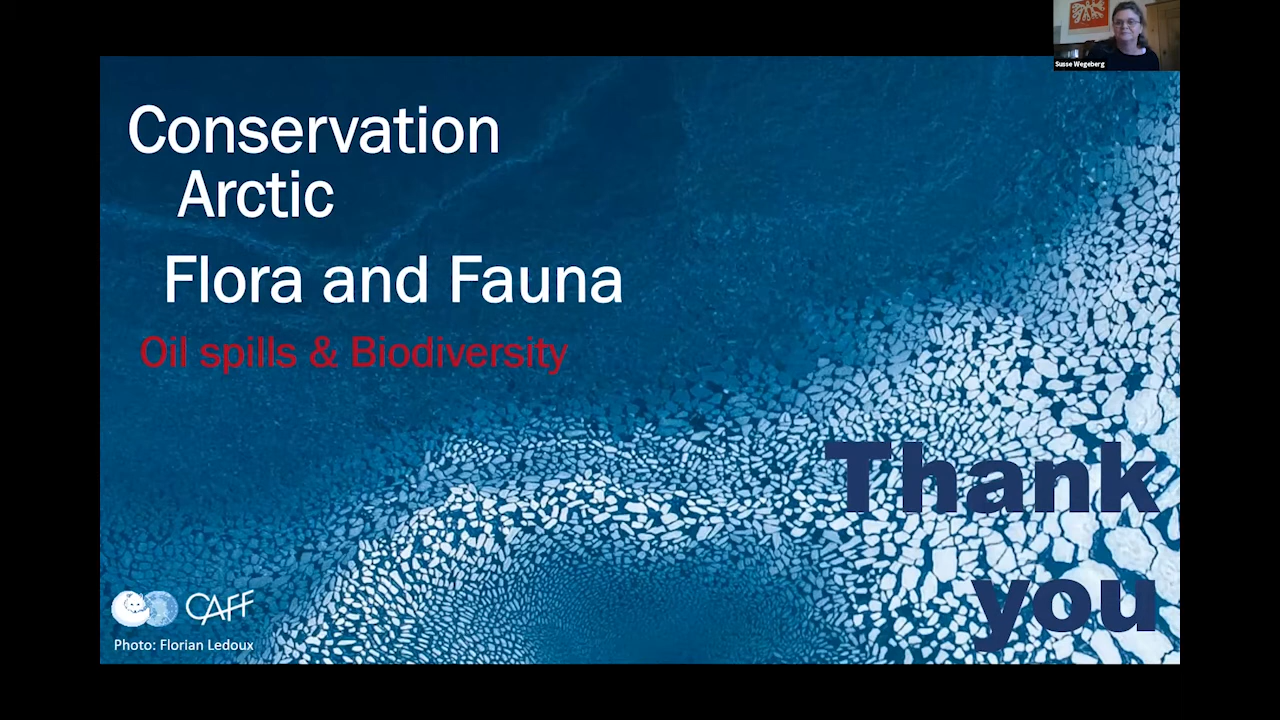 Susse Wegeberg
Conservation
Arctic
Flora and Fauna
Oil spills & Biodiversity
Thank
you
CAFF
Photo: Florian Ledoux